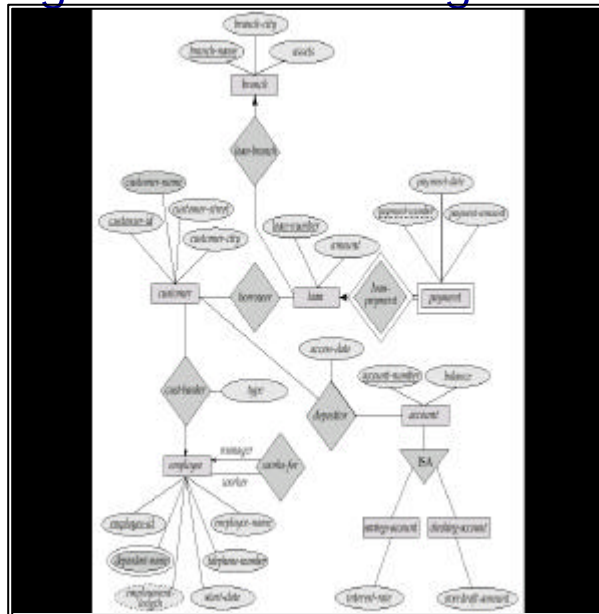 branch-city
branch-name
assets
branch
loan-branch
customer-name
payment-date
customer-street
payment-number
payment-amount
customer-id
loan-number
customer-city
amount
customer
borrower
loan
loan-payment
payment
access-date
account-number
balance
cust-banker
type
depositor
account
manager
employee
works-for
worker
ISA
employee-id
employee-name
savings-account
checking-account
dependent-name
telephone-number
employment-
length
start-date
interest-rate
overdraft-amount